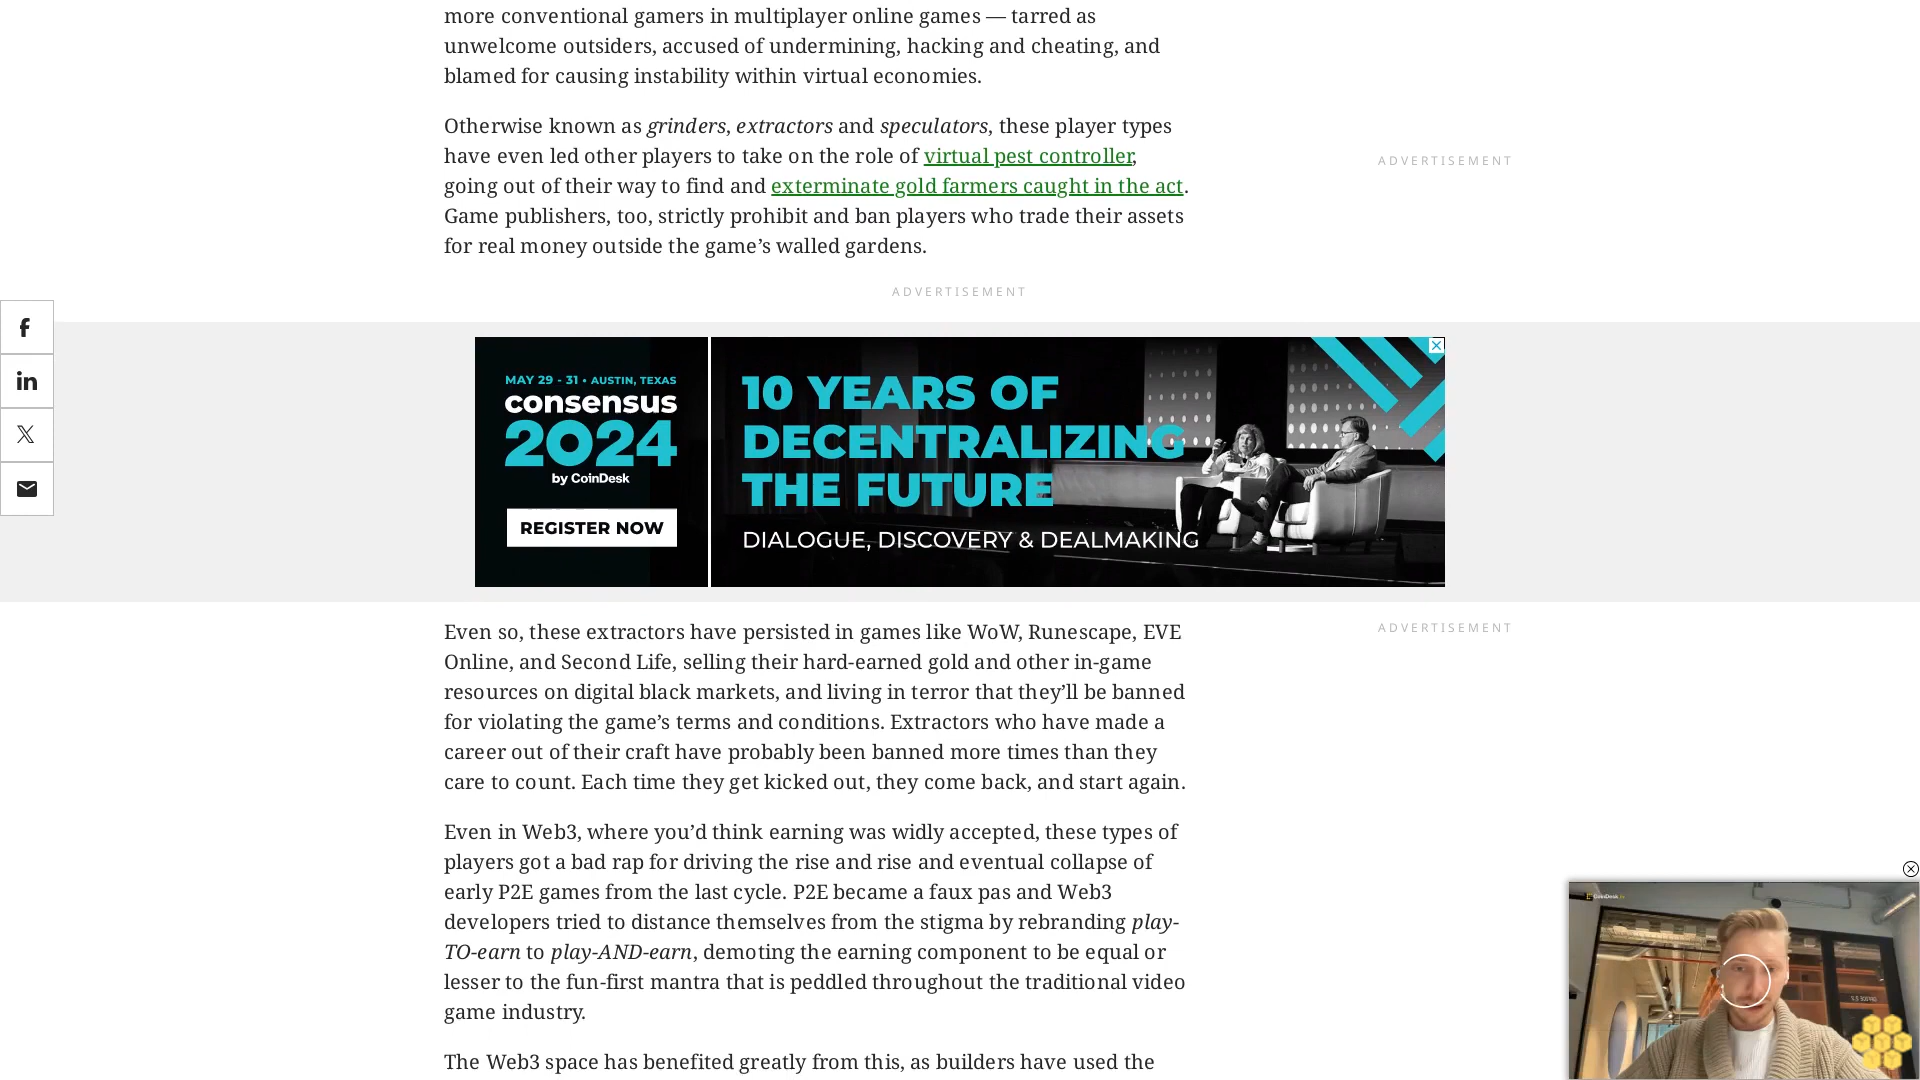 more conventional gamers in multiplayer online games — tarred as
unwelcome outsiders, accused of undermining, hacking and cheating, and
blamed for causing instability within virtual economies.
Otherwise known as grinders, extractors and speculators, these player types
have even led other players to take on the role of virtual pest controller,
going out of their way to find and exterminate gold farmers caught in the act.
Game publishers, too, strictly prohibit and ban players who trade their assets
for real money outside the game’s walled gardens.
ADVERTISEMENT
ADVERTISEMENT
MAY 29 - 31 • AUSTIN, TEXAS
consensus
2024
by CoinDesk
REGISTER NOW
10 YEARS OF
DECENTRALIZING
THE FUTURE
DIALOGUE, DISCOVERY & DEALMAKING
Even so, these extractors have persisted in games like WoW, Runescape, EVE
Online, and Second Life, selling their hard-earned gold and other in-game
resources on digital black markets, and living in terror that they’ll be banned
for violating the game’s terms and conditions. Extractors who have made a
career out of their craft have probably been banned more times than they
care to count. Each time they get kicked out, they come back, and start again.
ADVERTISEMENT
Even in Web3, where you’d think earning was widly accepted, these types of
players got a bad rap for driving the rise and rise and eventual collapse of
early P2E games from the last cycle. P2E became a faux pas and Web3
developers tried to distance themselves from the stigma by rebranding play-
TO-earn to play-AND-earn, demoting the earning component to be equal or
lesser to the fun-first mantra that is peddled throughout the traditional video
game industry.
The Web3 space has benefited greatly from this, as builders have used the